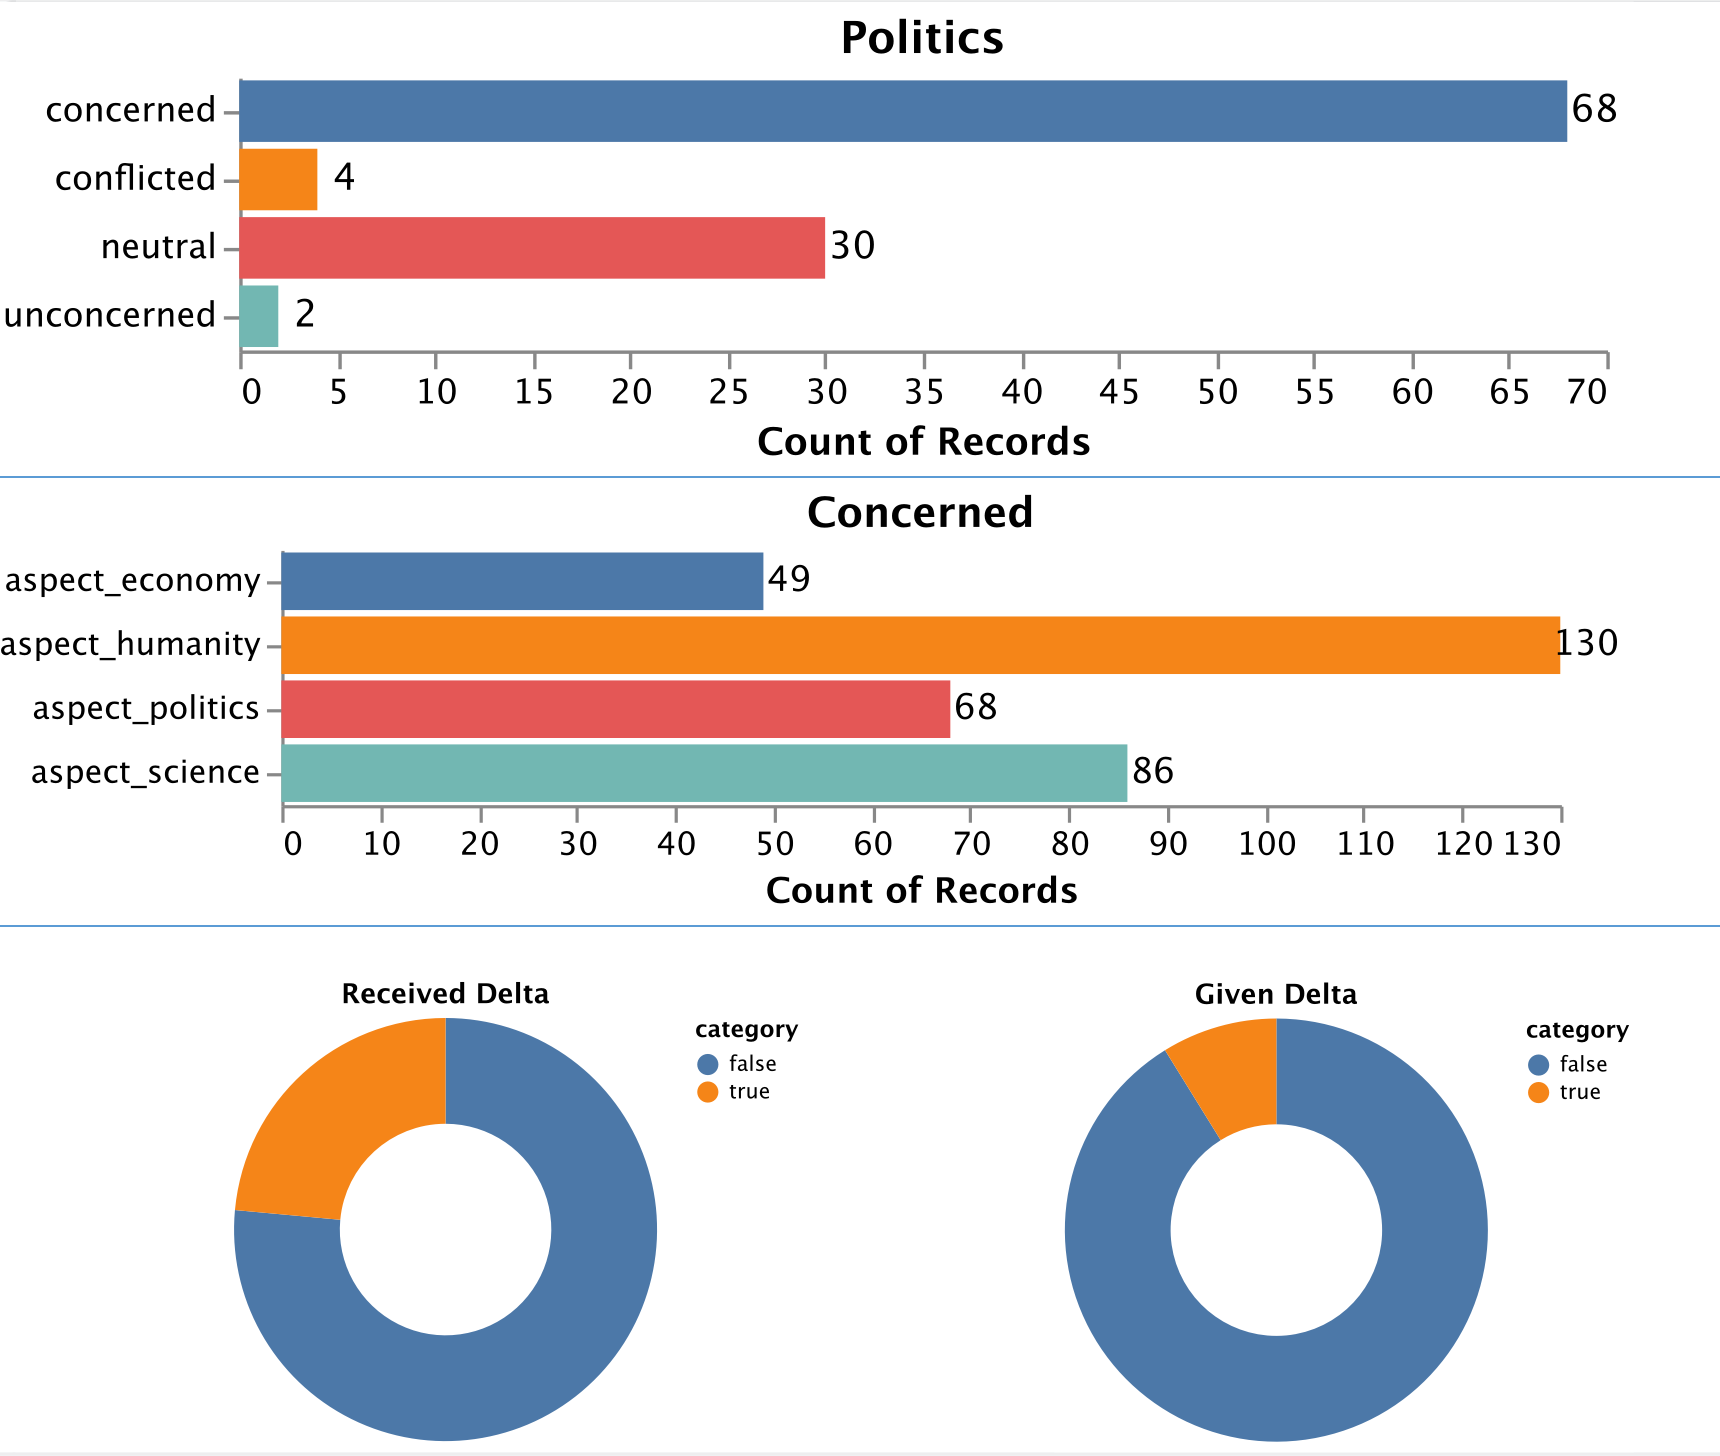 Politics
concerned 68
conflicted 4
neutral 30
unconcerned 2
0 5 10 15 20 25 30 35 40 45 50 55 60 65 70
Count of Records
Concerned
aspect_economy 49
aspect_humanity 130
aspect_politics 68
aspect_science 86
0 10 20 30 40 50 60 70 80 90 100 110 120 130
Count of Records
Received Delta
category
false
true
Given Delta
category
false
true